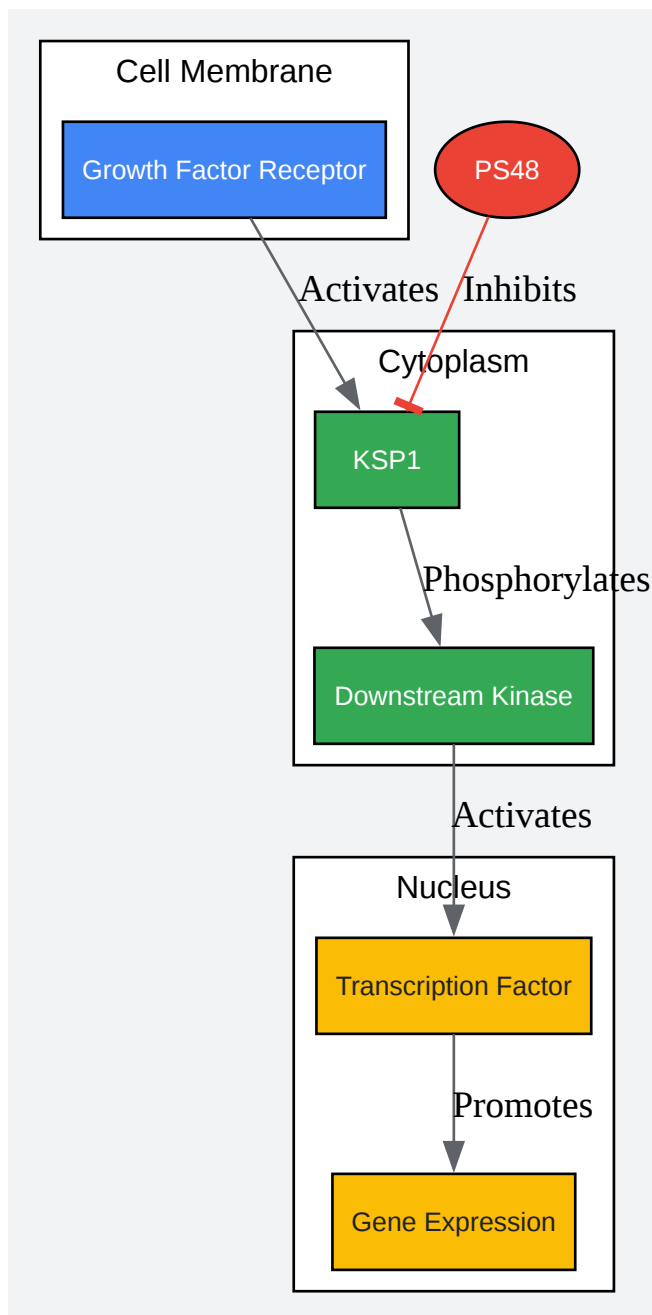 Cell Membrane
Growth Factor Receptor
PS48
Activates
Inhibits
Cytoplasm
KSP1
Phosphorylates
Downstream Kinase
Activates
Nucleus
Transcription Factor
Promotes
Gene Expression